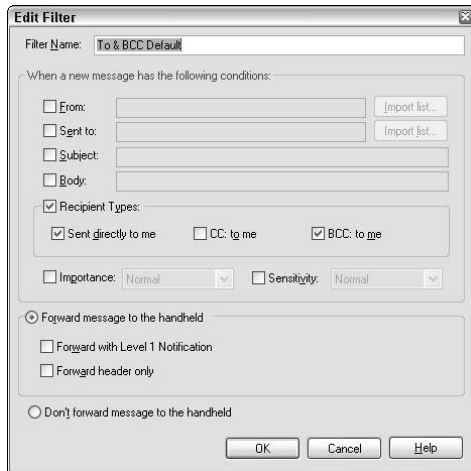 Edit Filter
Filter Name: To & BCC Default
When a new message has the following conditions:
From: Import list...
Sent to: Import list...
Subject:
Body:
Recipient Types:
Sent directly to me CC: to me BCC: to me
Importance: Normal Sensitivity: Normal
Forward message to the handheld
Forward with Level 1 Notification
Forward header only
Don't forward message to the handheld
OK Cancel Help